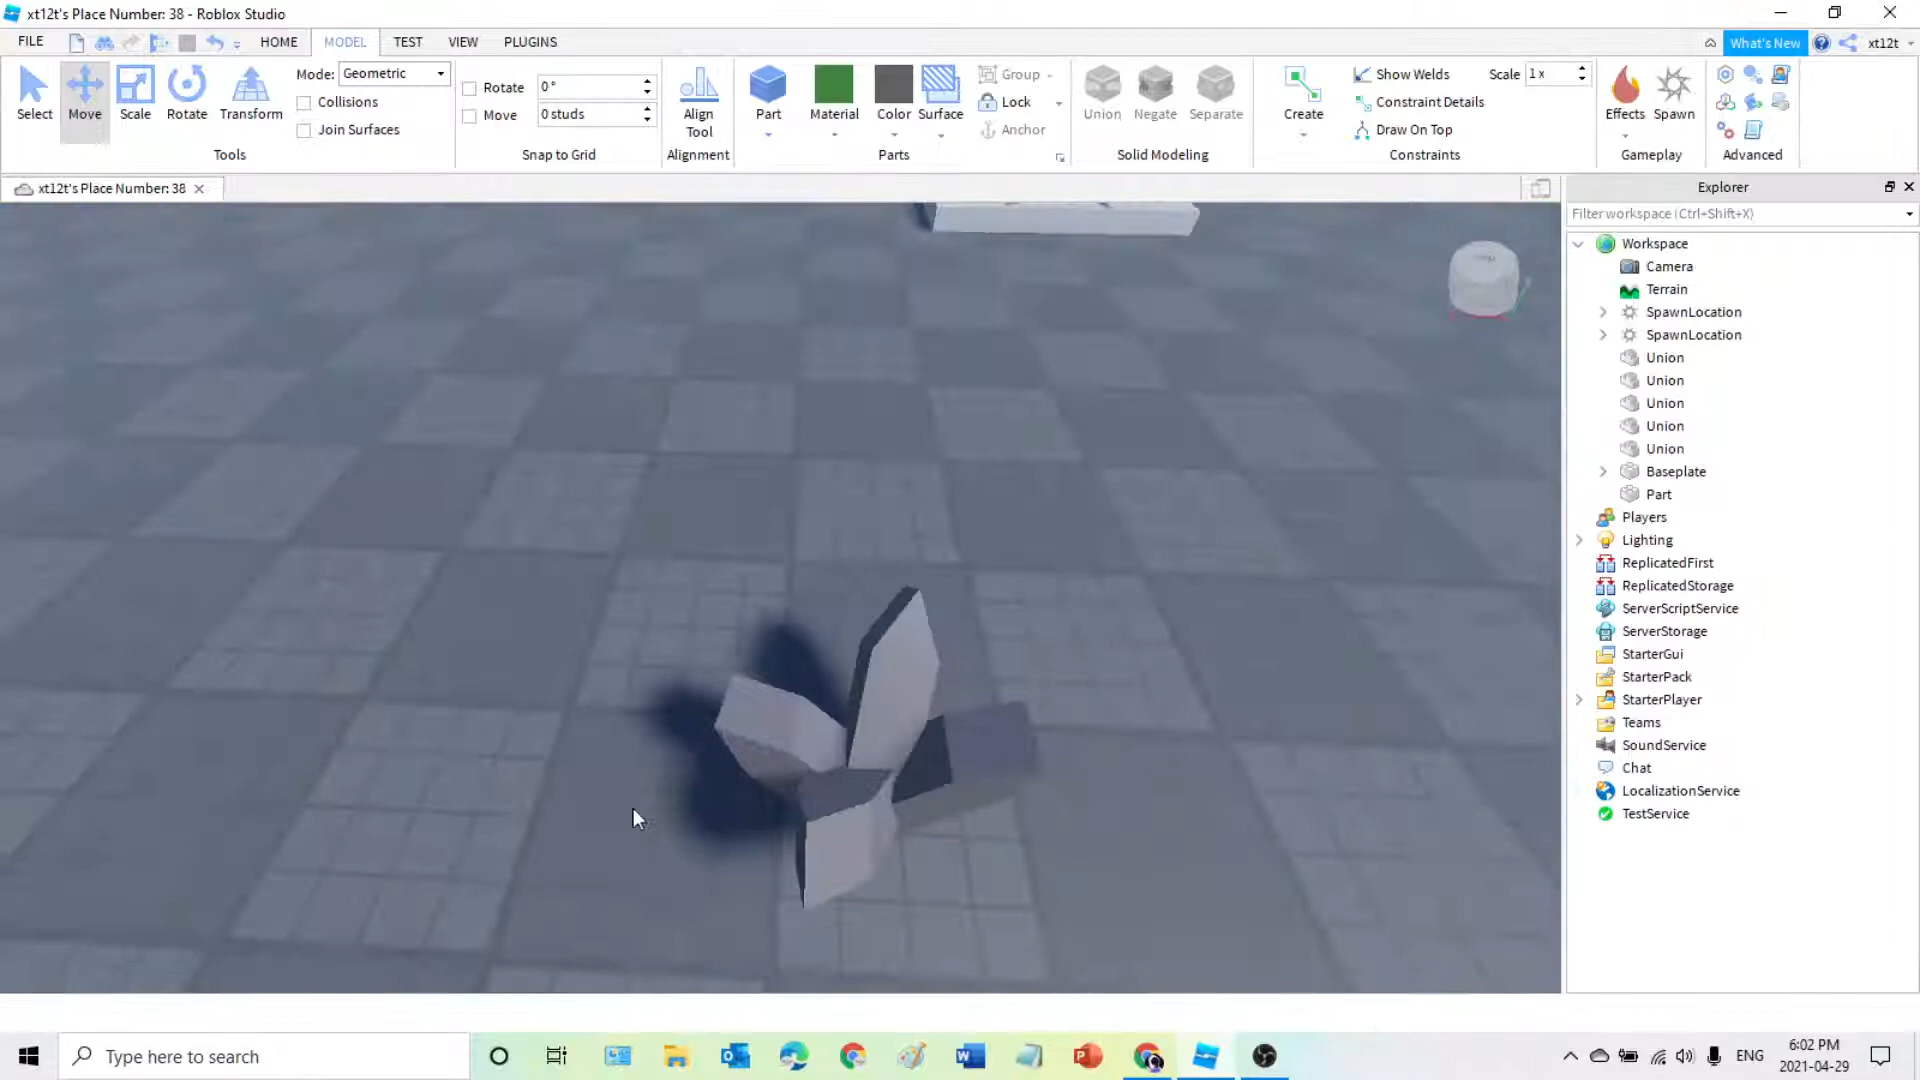 xt12t's Place Number: 38 - Roblox Studio
FILE HOME MODEL TEST VIEW PLUGINS What's New xt12t
Mode: Geometric
Collisions
Join Surfaces
Select Move Scale Rotate Transform
Tools
Rotate 0°
Move 0 studs
Snap to Grid
Align Tool
Alignment
Part Material Color Surface
Group
Lock
Anchor
Parts
Union Negate Separate
Solid Modeling
Create
Show Welds Scale 1 x
Constraint Details
Draw On Top
Constraints
Effects Spawn
Gameplay
Advanced
xt12t's Place Number: 38
Explorer
Filter workspace (Ctrl+Shift+X)
Workspace
Camera
Terrain
SpawnLocation
SpawnLocation
Union
Union
Union
Union
Union
Baseplate
Part
Players
Lighting
ReplicatedFirst
ReplicatedStorage
ServerScriptService
ServerStorage
StarterGui
StarterPack
StarterPlayer
Teams
SoundService
Chat
LocalizationService
TestService
Type here to search
ENG
6:02 PM
2021-04-29